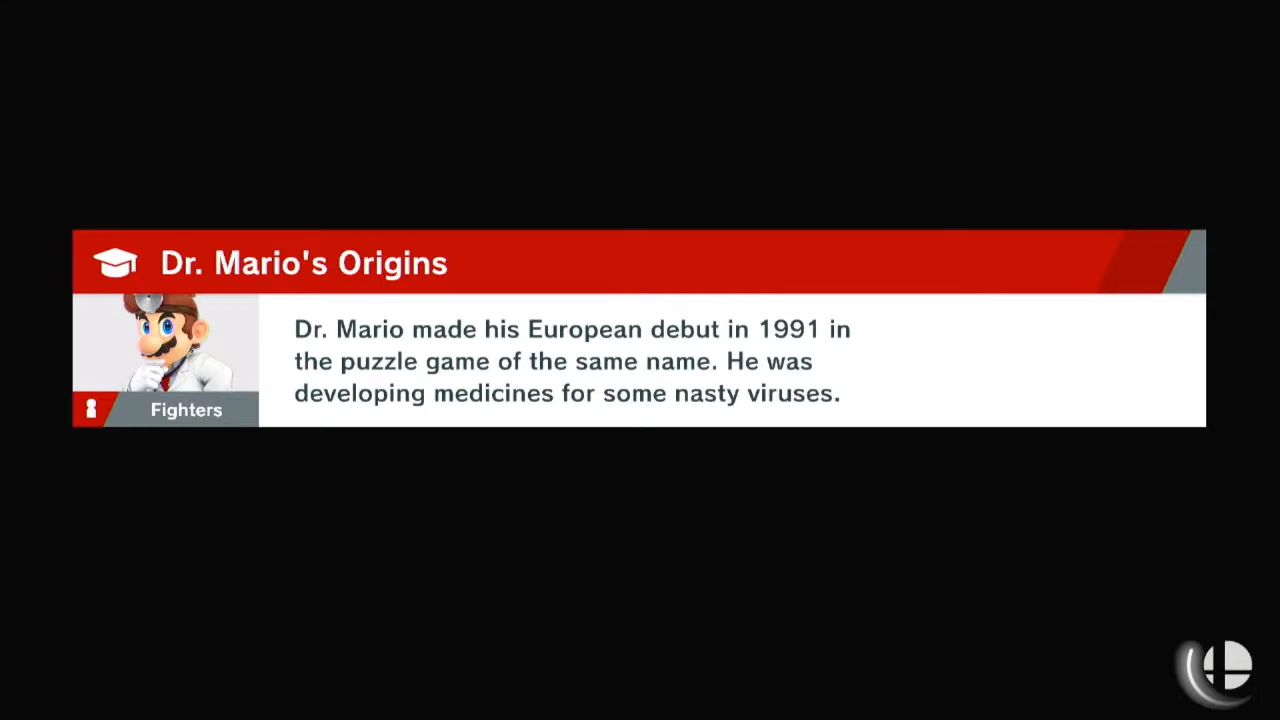 Dr. Mario's Origins
Dr. Mario made his European debut in 1991 in
the puzzle game of the same name. He was
developing medicines for some nasty viruses.
Fighters